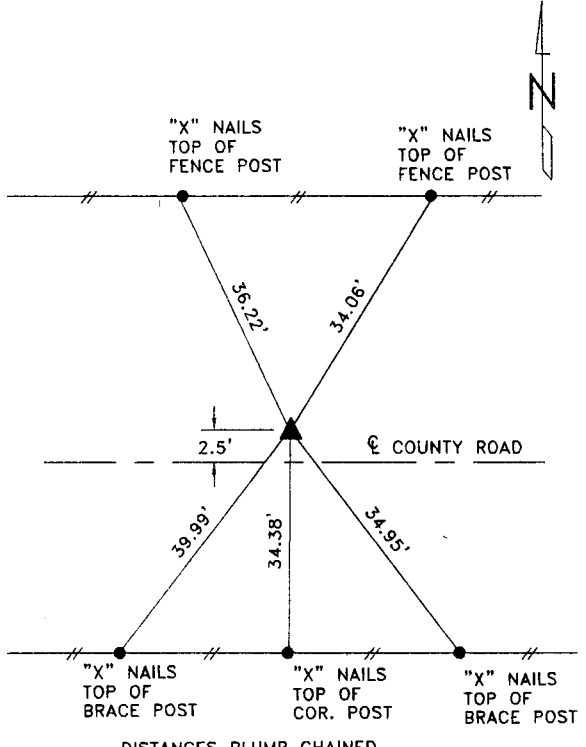 N
"X" NAILS
TOP OF
FENCE POST
"X" NAILS
TOP OF
FENCE POST
36.22'
34.06'
2.5'
℄ COUNTY ROAD
39.99'
34.38'
34.95'
"X" NAILS
TOP OF
BRACE POST
"X" NAILS
TOP OF
COR. POST
"X" NAILS
TOP OF
BRACE POST
DISTANCES PLUMB CHAINED